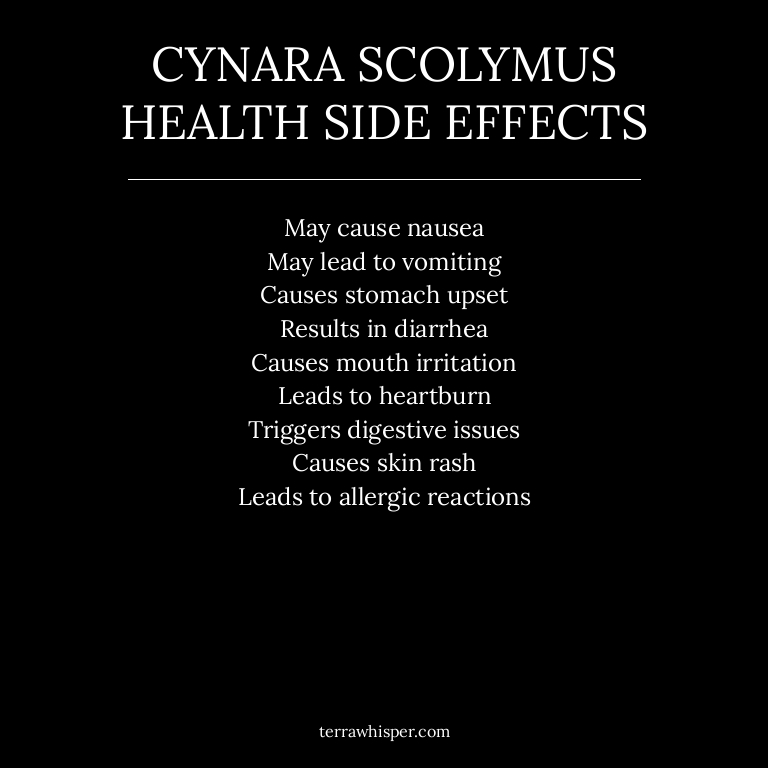 CYNARA SCOLYMUS
HEALTH SIDE EFFECTS
May cause nausea
May lead to vomiting
Causes stomach upset
Results in diarrhea
Causes mouth irritation
Leads to heartburn
Triggers digestive issues
Causes skin rash
Leads to allergic reactions
terrawhisper.com